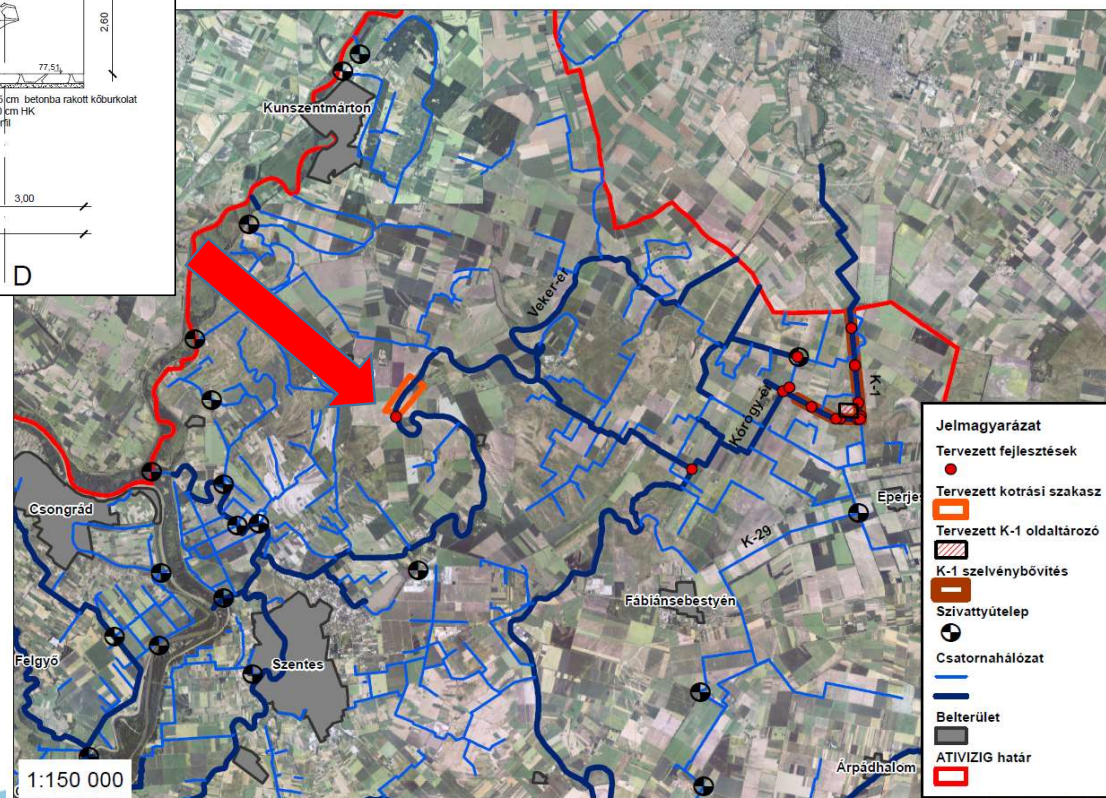 2,60
77,51
cm betonba rakott kőburkolat
cm HK
3,00
D
Kunszentmárton
Veker-ér
K-1
Kórogy-ér
Csongrád
Eperjes
K-29
Fábiánsebestyén
Felgyő
Szentes
Árpádhalom
1:150 000
Jelmagyarázat
Tervezett fejlesztések
Tervezett kotrási szakasz
Tervezett K-1 oldaltározó
K-1 szelvénybővítés
Szivattyútelep
Csatornahálózat
Belterület
ATIVIZIG határ